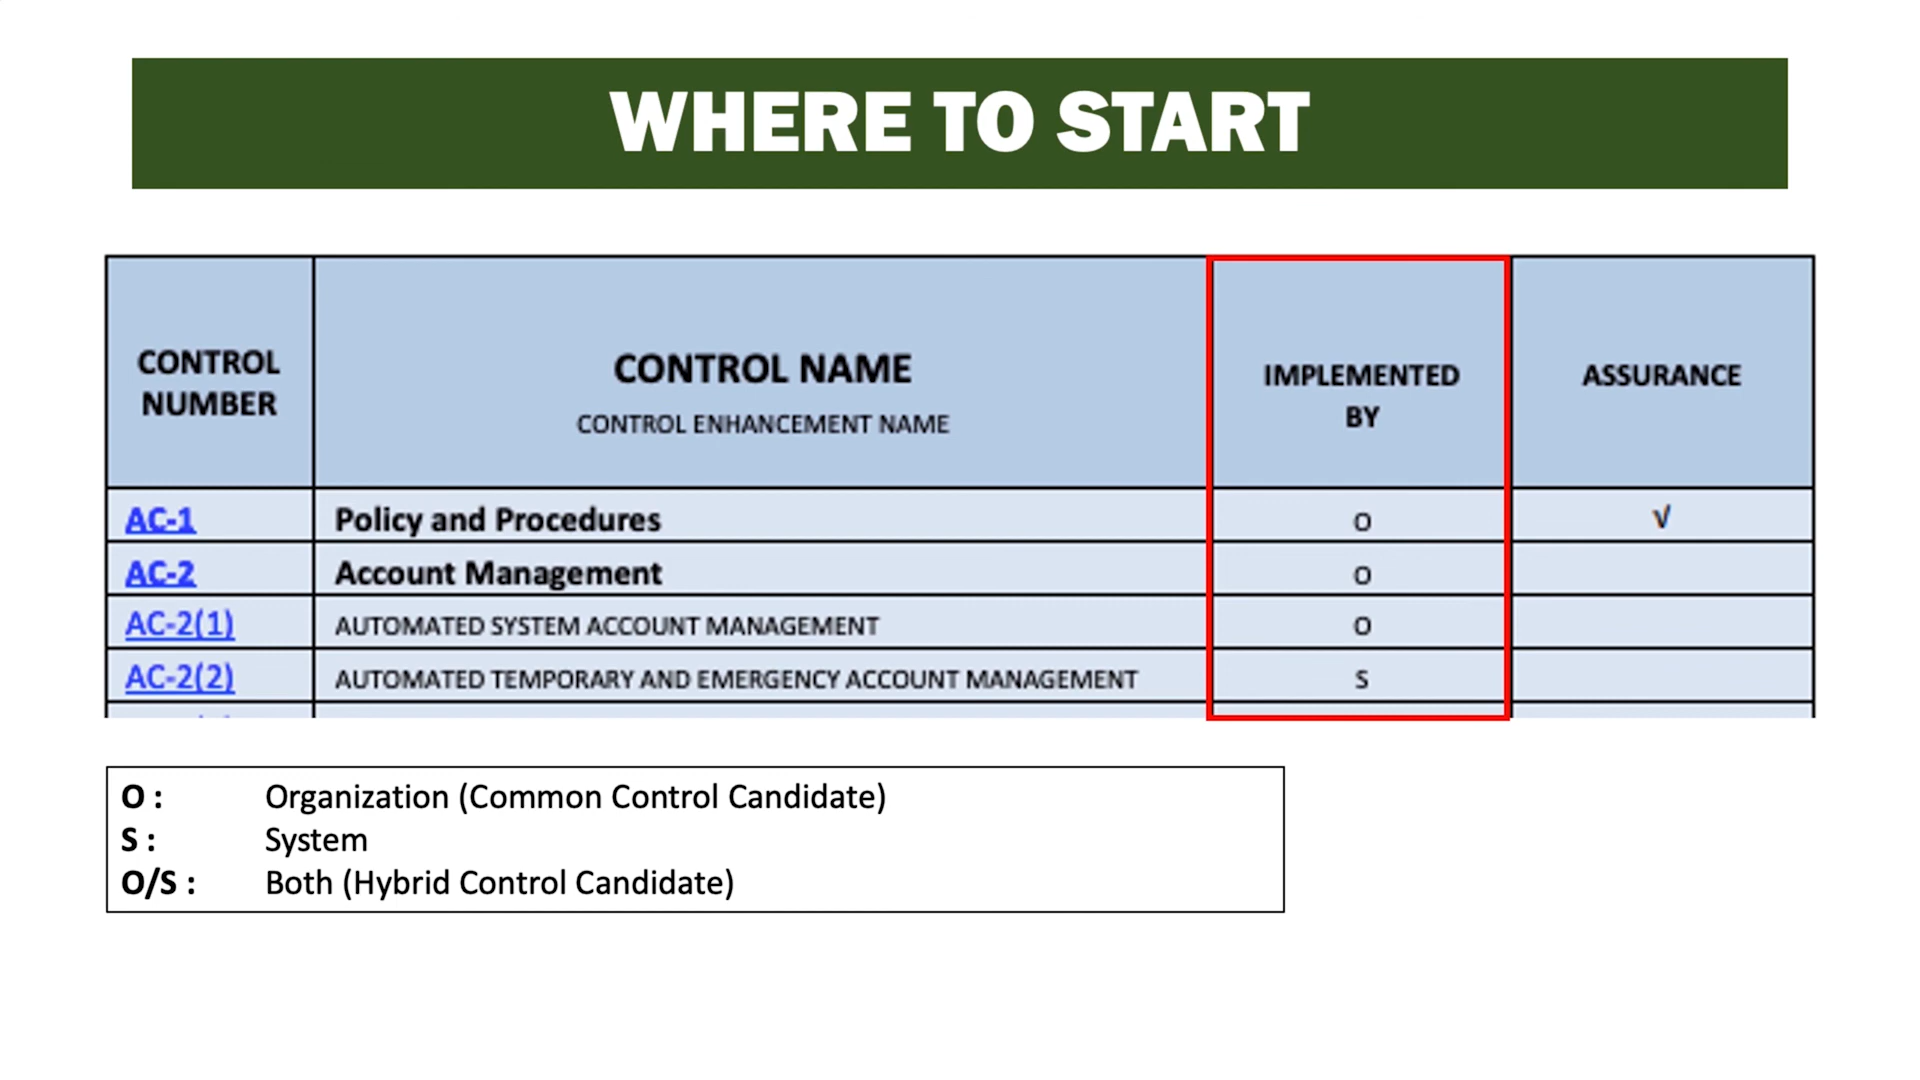 WHERE TO START
CONTROL NUMBER
CONTROL NAME
CONTROL ENHANCEMENT NAME
IMPLEMENTED BY
ASSURANCE
AC-1 Policy and Procedures O √
AC-2 Account Management O
AC-2(1) AUTOMATED SYSTEM ACCOUNT MANAGEMENT O
AC-2(2) AUTOMATED TEMPORARY AND EMERGENCY ACCOUNT MANAGEMENT S
O : Organization (Common Control Candidate)
S : System
O/S : Both (Hybrid Control Candidate)